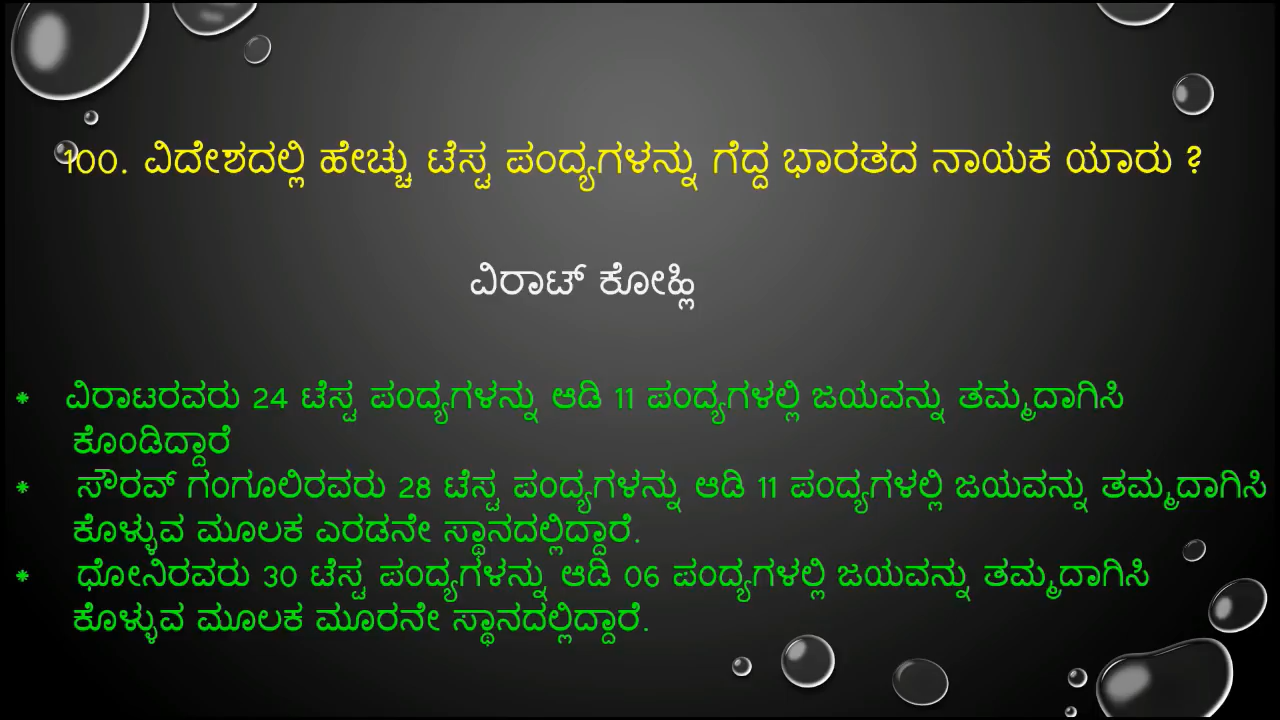 100. ವಿದೇಶದಲ್ಲಿ ಹೇಚ್ಚು ಟೆಸ್ಟ ಪಂದ್ಯಗಳನ್ನು ಗೆದ್ದ ಭಾರತದ ನಾಯಕ ಯಾರು ?
ವಿರಾಟ್ ಕೋಹ್ಲಿ
* ವಿರಾಟರವರು 24 ಟೆಸ್ಟ ಪಂದ್ಯಗಳನ್ನು ಆಡಿ 11 ಪಂದ್ಯಗಳಲ್ಲಿ ಜಯವನ್ನು ತಮ್ಮದಾಗಿಸಿ
ಕೊಂಡಿದ್ದಾರೆ
* ಸೌರವ್ ಗಂಗೂಲಿರವರು 28 ಟೆಸ್ಟ ಪಂದ್ಯಗಳನ್ನು ಆಡಿ 11 ಪಂದ್ಯಗಳಲ್ಲಿ ಜಯವನ್ನು ತಮ್ಮದಾಗಿಸಿ
ಕೊಳ್ಳುವ ಮೂಲಕ ಎರಡನೇ ಸ್ಥಾನದಲ್ಲಿದ್ದಾರೆ.
* ಧೋನಿರವರು 30 ಟೆಸ್ಟ ಪಂದ್ಯಗಳನ್ನು ಆಡಿ 06 ಪಂದ್ಯಗಳಲ್ಲಿ ಜಯವನ್ನು ತಮ್ಮದಾಗಿಸಿ
ಕೊಳ್ಳುವ ಮೂಲಕ ಮೂರನೇ ಸ್ಥಾನದಲ್ಲಿದ್ದಾರೆ.